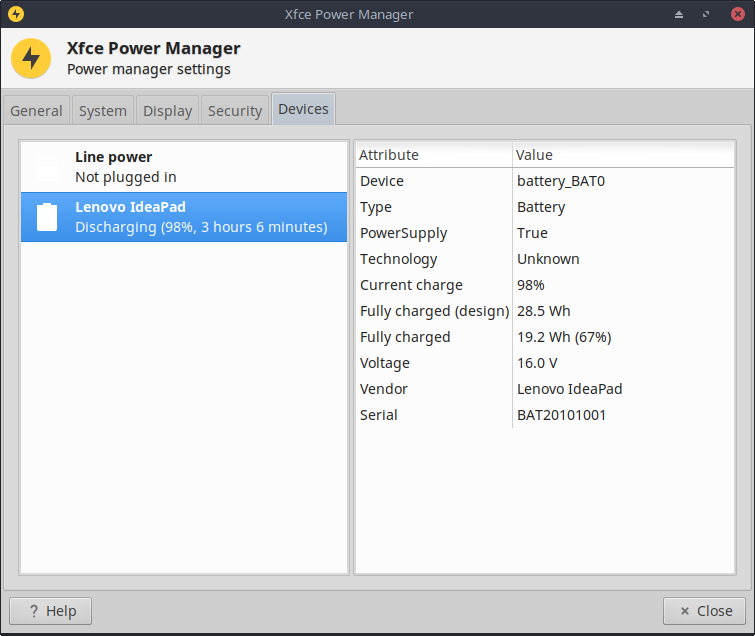 Xfce Power Manager
Xfce Power Manager
Power manager settings
General System Display Security Devices
Line power
Not plugged in
Lenovo IdeaPad
Discharging (98%, 3 hours 6 minutes)
Attribute Value
Device battery_BAT0
Type Battery
PowerSupply True
Technology Unknown
Current charge 98%
Fully charged (design) 28.5 Wh
Fully charged 19.2 Wh (67%)
Voltage 16.0 V
Vendor Lenovo IdeaPad
Serial BAT20101001
? Help × Close